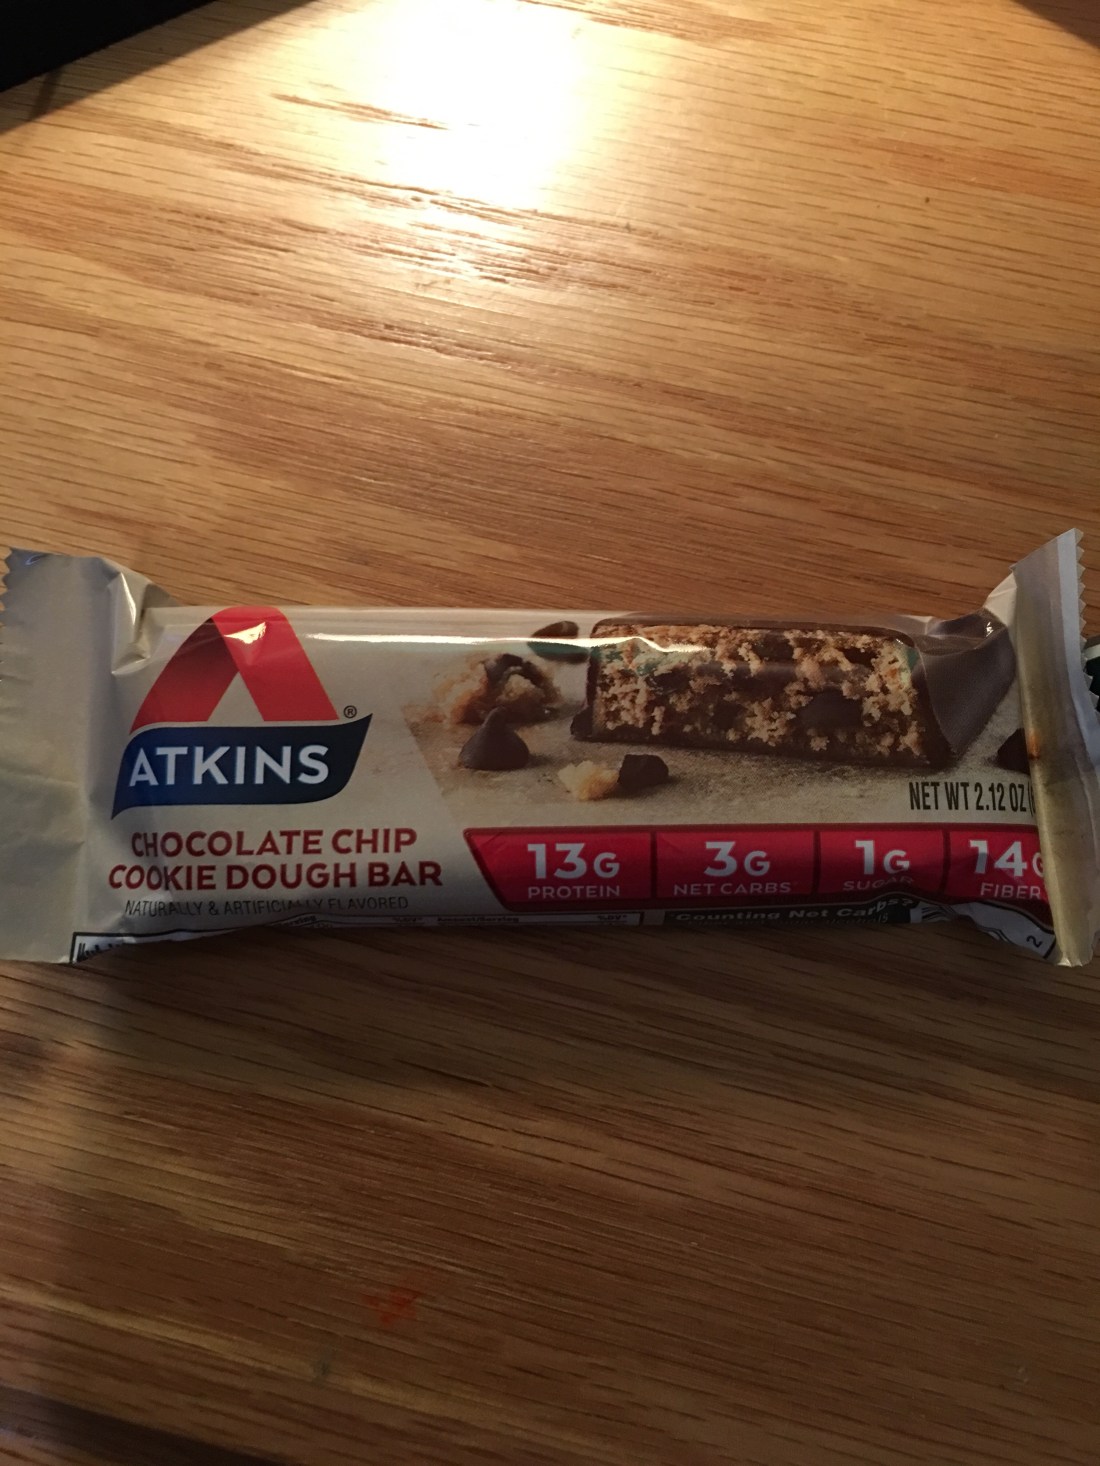 ATKINS®
CHOCOLATE CHIP
COOKIE DOUGH BAR
NATURALLY & ARTIFICIALLY FLAVORED
NET WT 2.12 OZ
13G
PROTEIN
3G
NET CARBS*
1G
SUGAR
14G
FIBER
Counting Net Carbs?